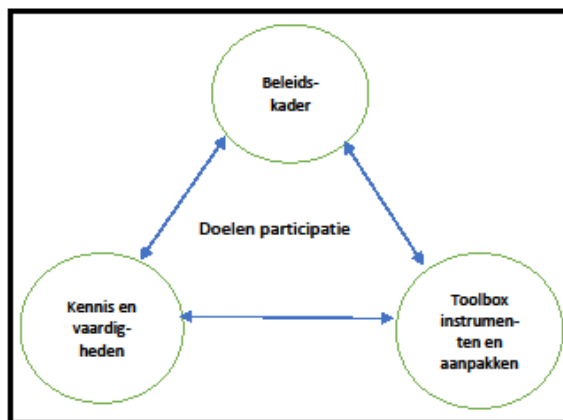 Beleids-
kader
Doelen participatie
Kennis en
vaardig-
heden
Toolbox
instrumen-
ten en
aanpakken